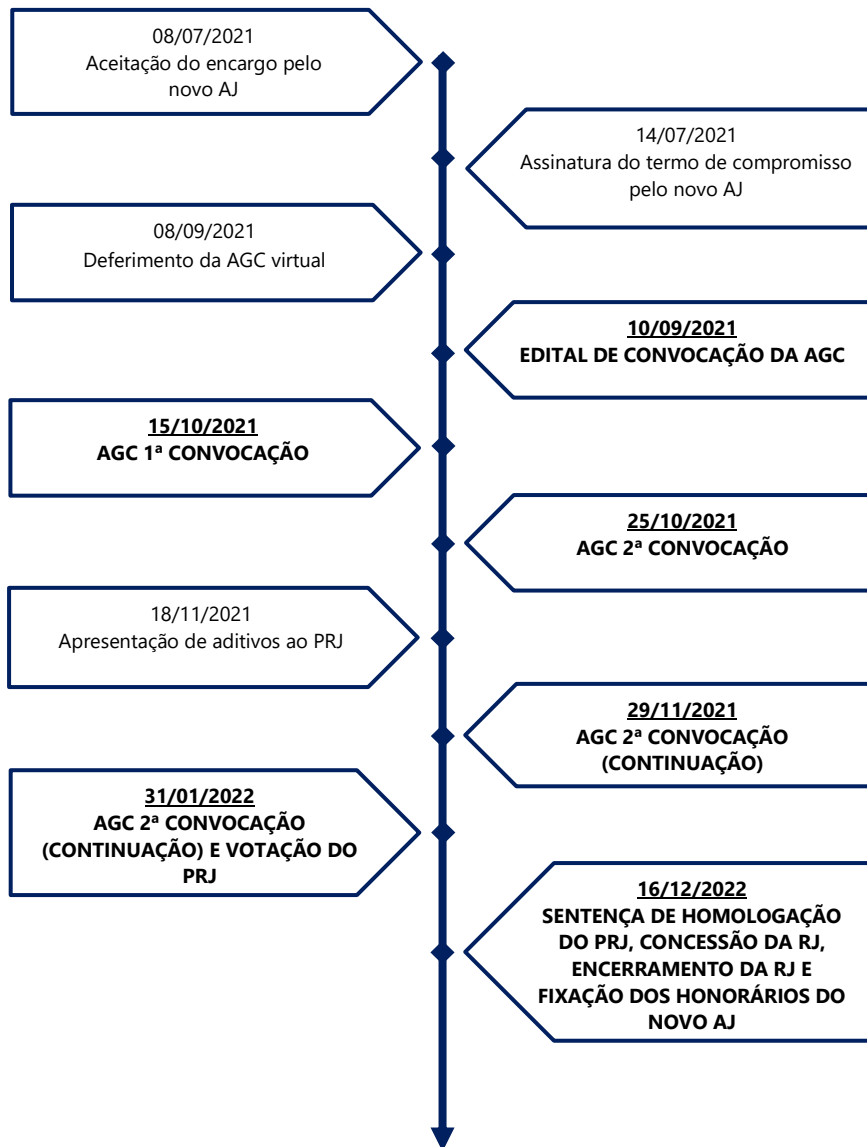 08/07/2021
Aceitação do encargo pelo
novo AJ
14/07/2021
Assinatura do termo de compromisso
pelo novo AJ
08/09/2021
Deferimento da AGC virtual
10/09/2021
EDITAL DE CONVOCAÇÃO DA AGC
15/10/2021
AGC 1ª CONVOCAÇÃO
25/10/2021
AGC 2ª CONVOCAÇÃO
18/11/2021
Apresentação de aditivos ao PRJ
29/11/2021
AGC 2ª CONVOCAÇÃO
(CONTINUAÇÃO)
31/01/2022
AGC 2ª CONVOCAÇÃO
(CONTINUAÇÃO) E VOTAÇÃO DO
PRJ
16/12/2022
SENTENÇA DE HOMOLOGAÇÃO
DO PRJ, CONCESSÃO DA RJ,
ENCERRAMENTO DA RJ E
FIXAÇÃO DOS HONORÁRIOS DO
NOVO AJ